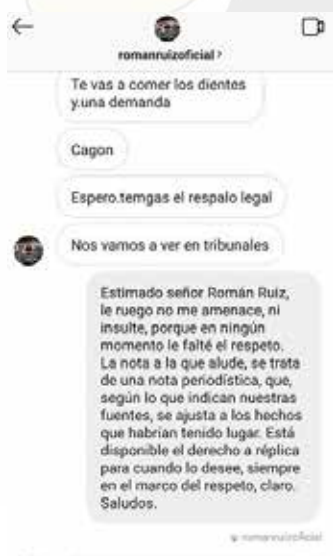 romanruizoficial >
Te vas a comer los dientes
y.una demanda
Cagon
Espero.temgas el respalo legal
Nos vamos a ver en tribunales
Estimado señor Román Ruiz,
le ruego no me amenace, ni
insulte, porque en ningún
momento le falté el respeto.
La nota a la que alude, se trata
de una nota periodística, que,
según lo que indican nuestras
fuentes, se ajusta a los hechos
que habrían tenido lugar. Está
disponible el derecho a réplica
para cuando lo desee, siempre
en el marco del respeto, claro.
Saludos.
romanruizoficial